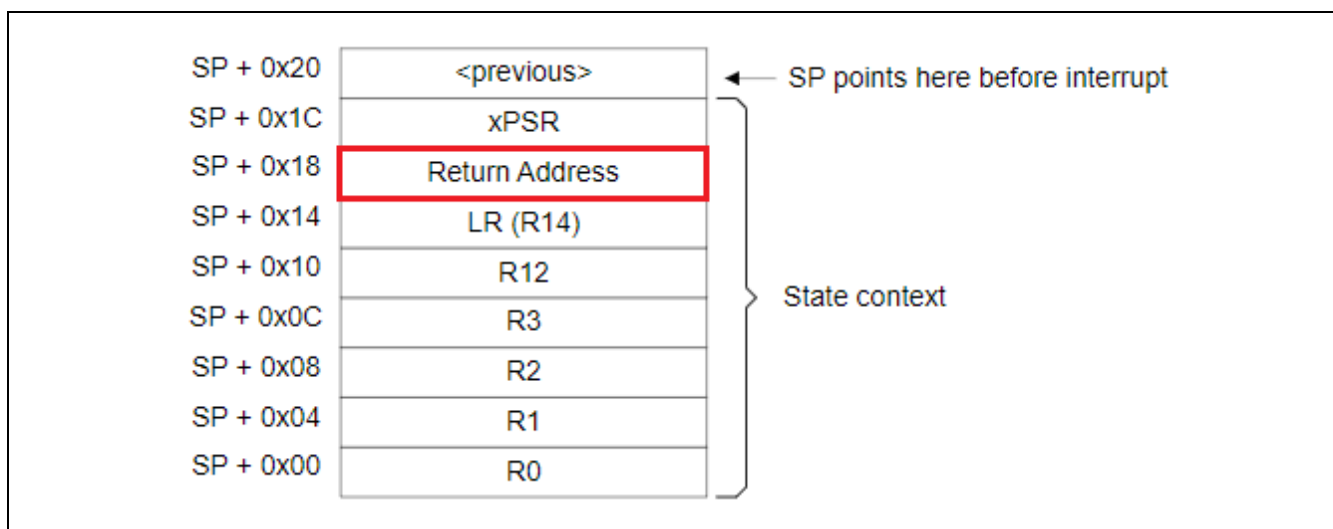 SP + 0x20 <previous> SP points here before interrupt
SP + 0x1C xPSR
SP + 0x18 Return Address
SP + 0x14 LR (R14)
SP + 0x10 R12
SP + 0x0C R3 State context
SP + 0x08 R2
SP + 0x04 R1
SP + 0x00 R0